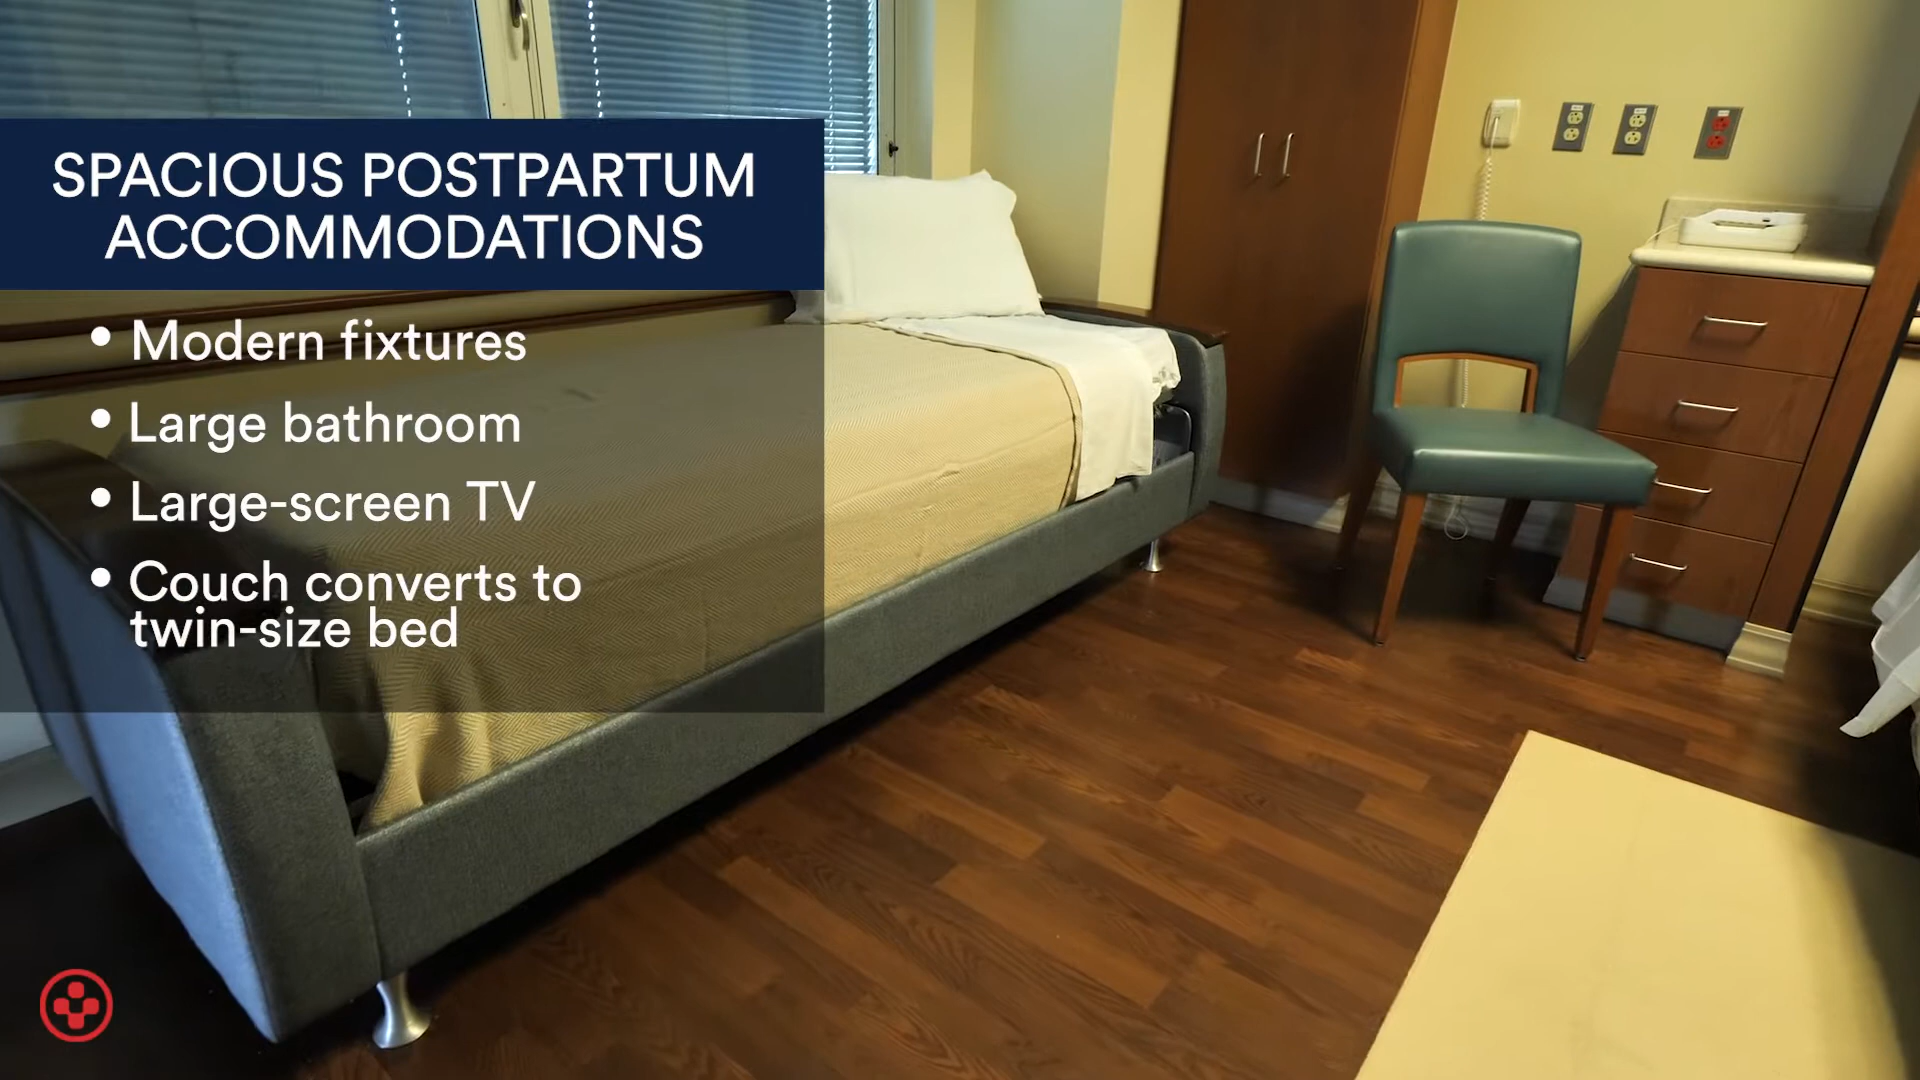 SPACIOUS POSTPARTUM
ACCOMMODATIONS
• Modern fixtures
• Large bathroom
• Large-screen TV
• Couch converts to
twin-size bed